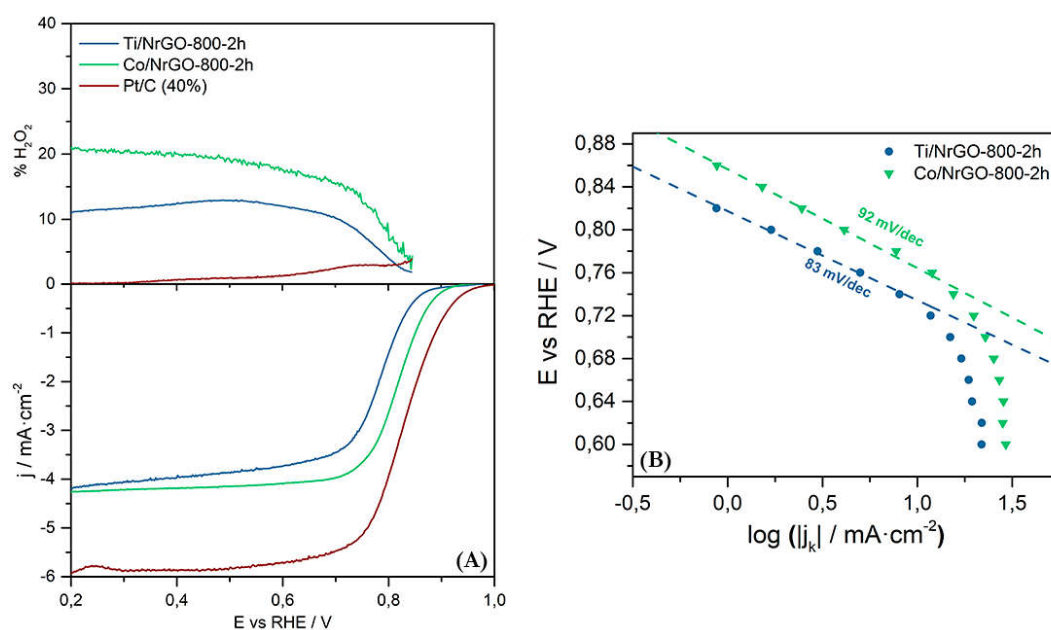 40
30
20
10
0
% H₂O₂
Ti/NrGO-800-2h
Co/NrGO-800-2h
Pt/C (40%)
-1
-2
-3
-4
-5
-6
j / mA·cm⁻²
(A)
0,2
0,4
0,6
0,8
1,0
E vs RHE / V
0,88
0,84
0,80
0,76
0,72
0,68
0,64
0,60
E vs RHE / V
Ti/NrGO-800-2h
Co/NrGO-800-2h
92 mV/dec
83 mV/dec
(B)
-0,5
0,0
0,5
1,0
1,5
log (|jₖ| / mA·cm⁻²)